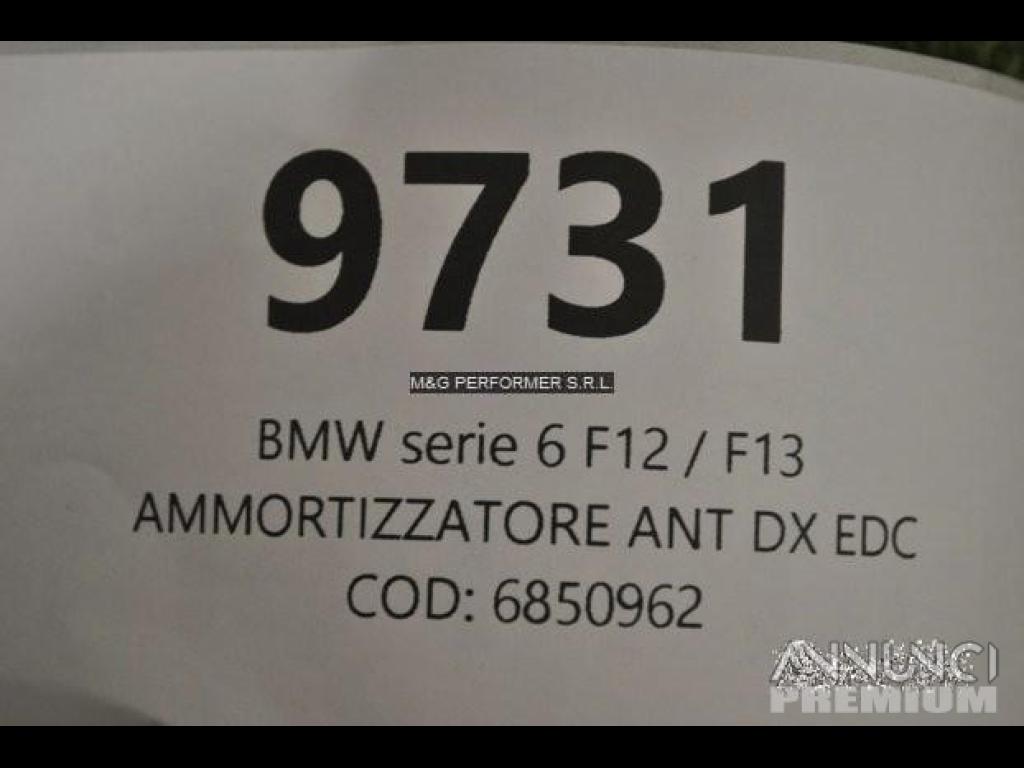 9731
M&G PERFORMER S.R.L.
BMW serie 6 F12 / F13
AMMORTIZZATORE ANT DX EDC
COD: 6850962
ANNUNCI
PREMIUM